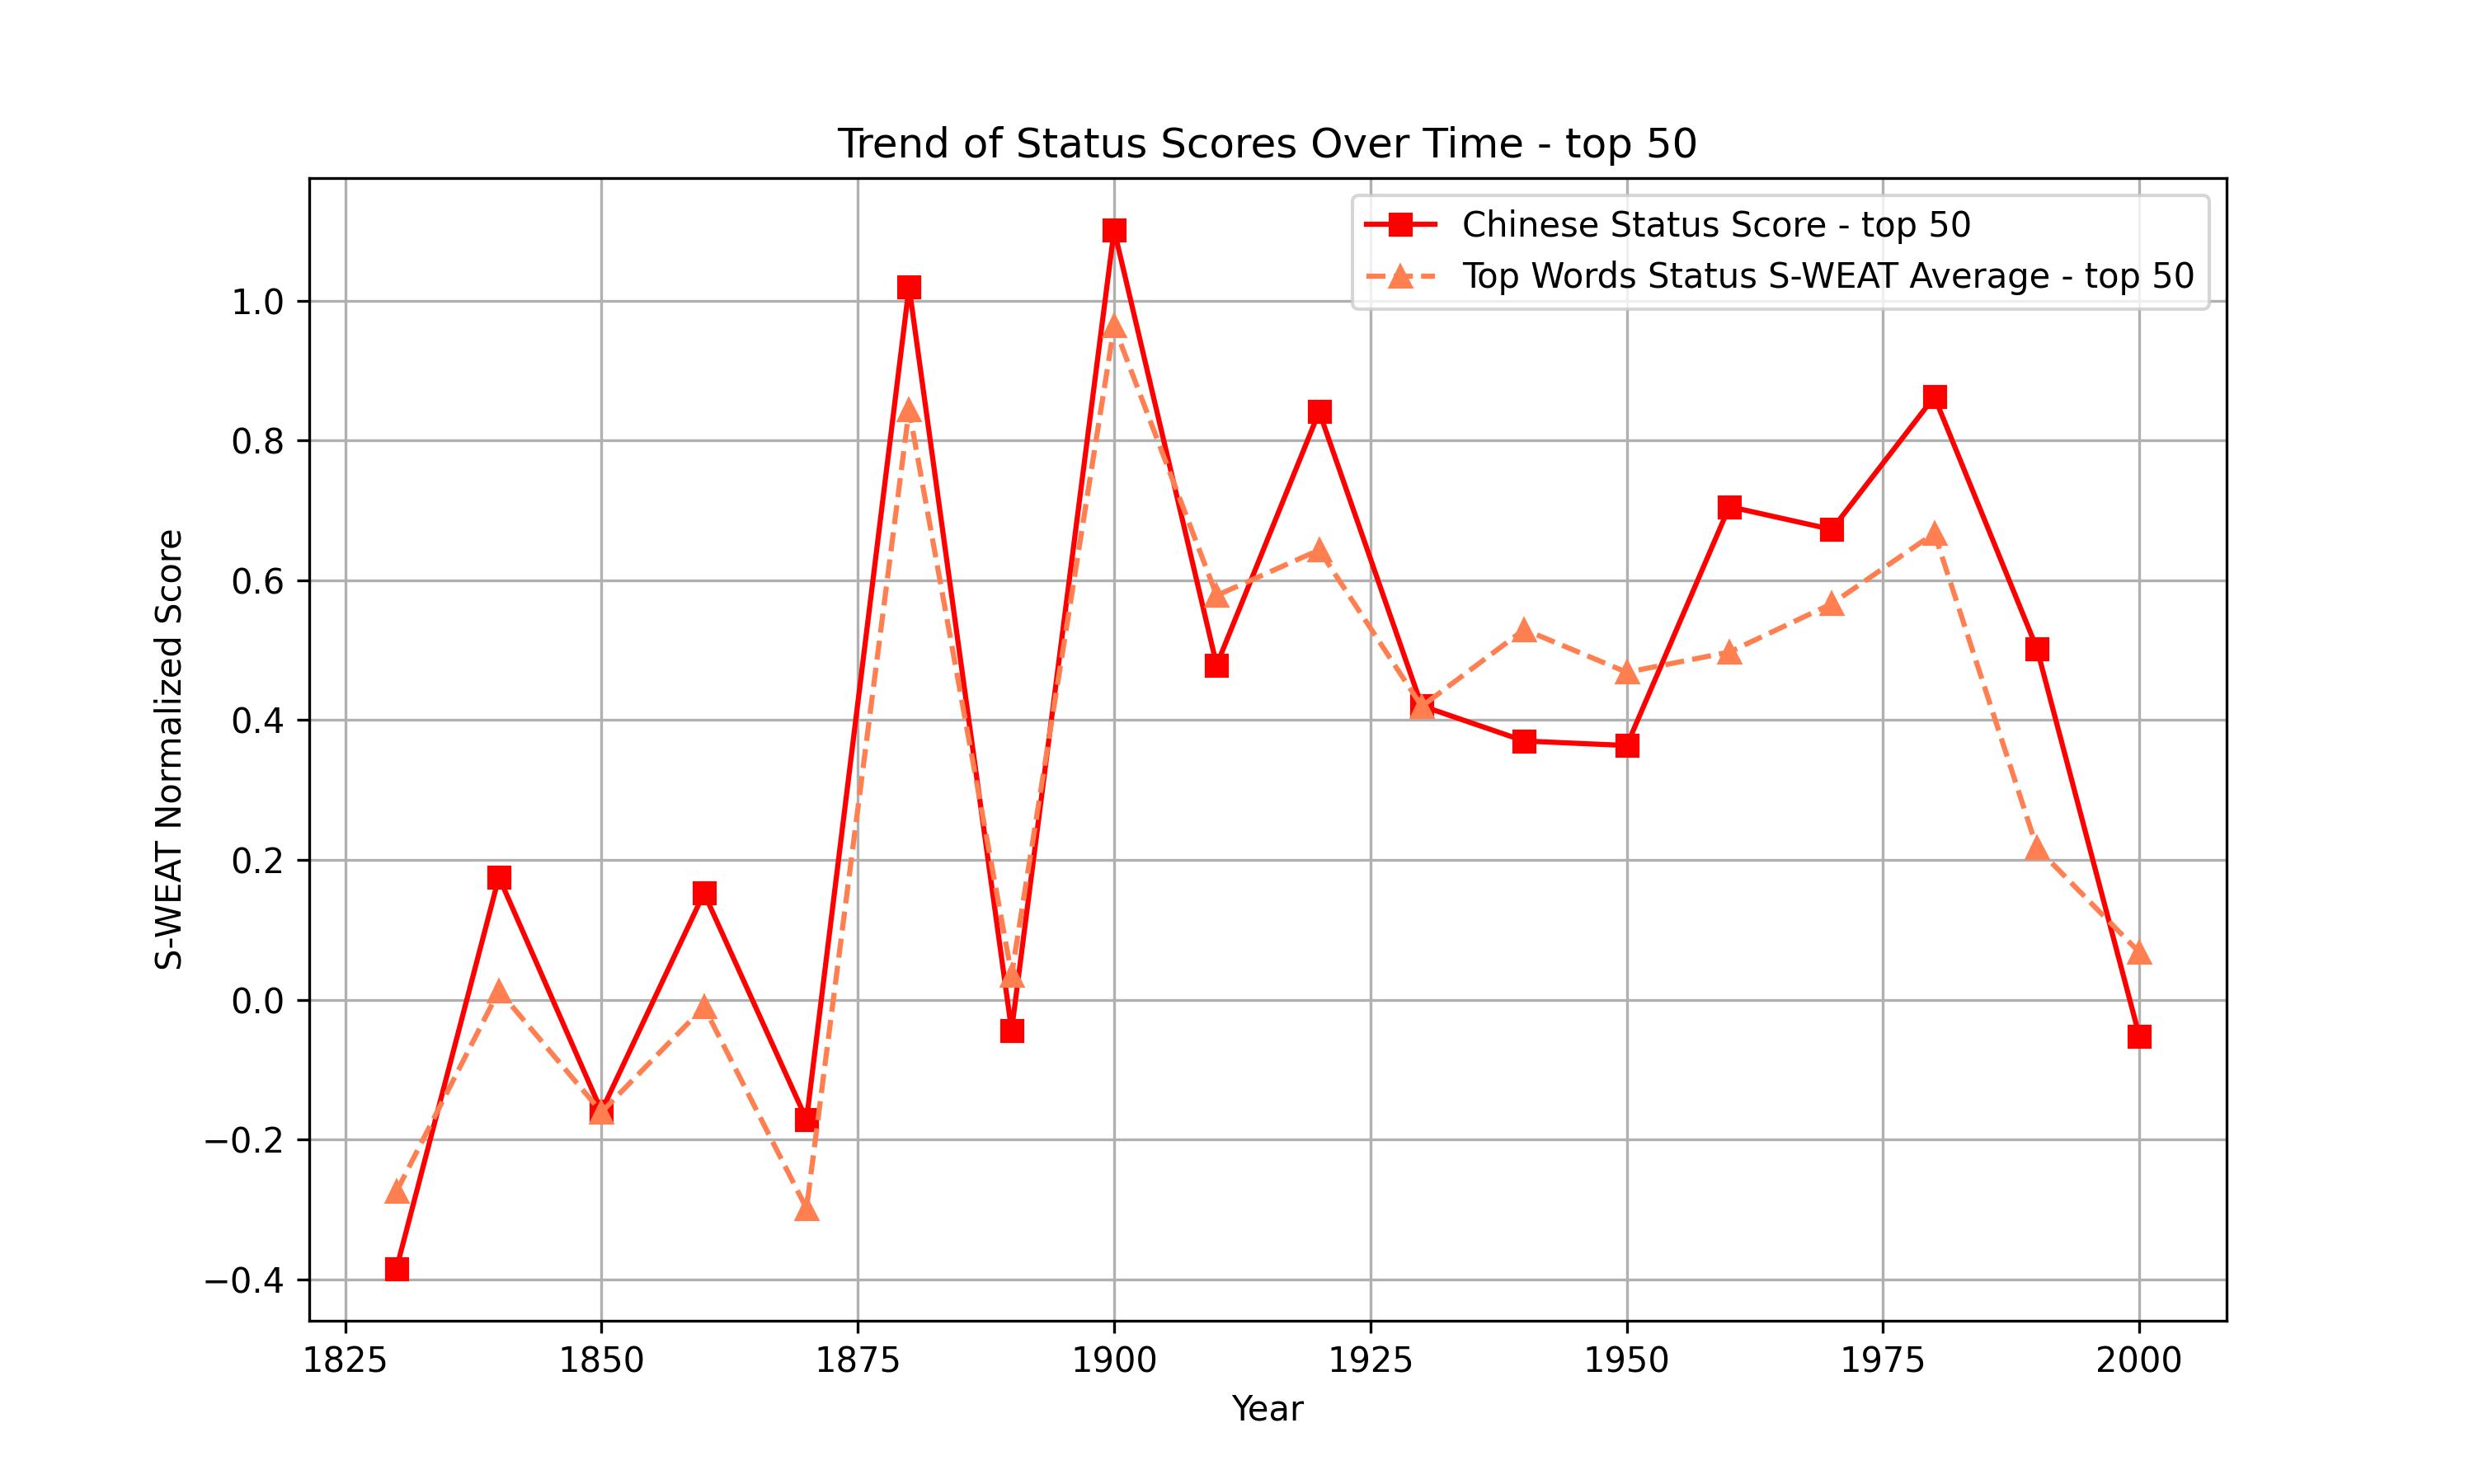 Trend of Status Scores Over Time - top 50
Chinese Status Score - top 50
Top Words Status S-WEAT Average - top 50
S-WEAT Normalized Score
1.0
0.8
0.6
0.4
0.2
0.0
−0.2
−0.4
1825 1850 1875 1900 1925 1950 1975 2000
Year